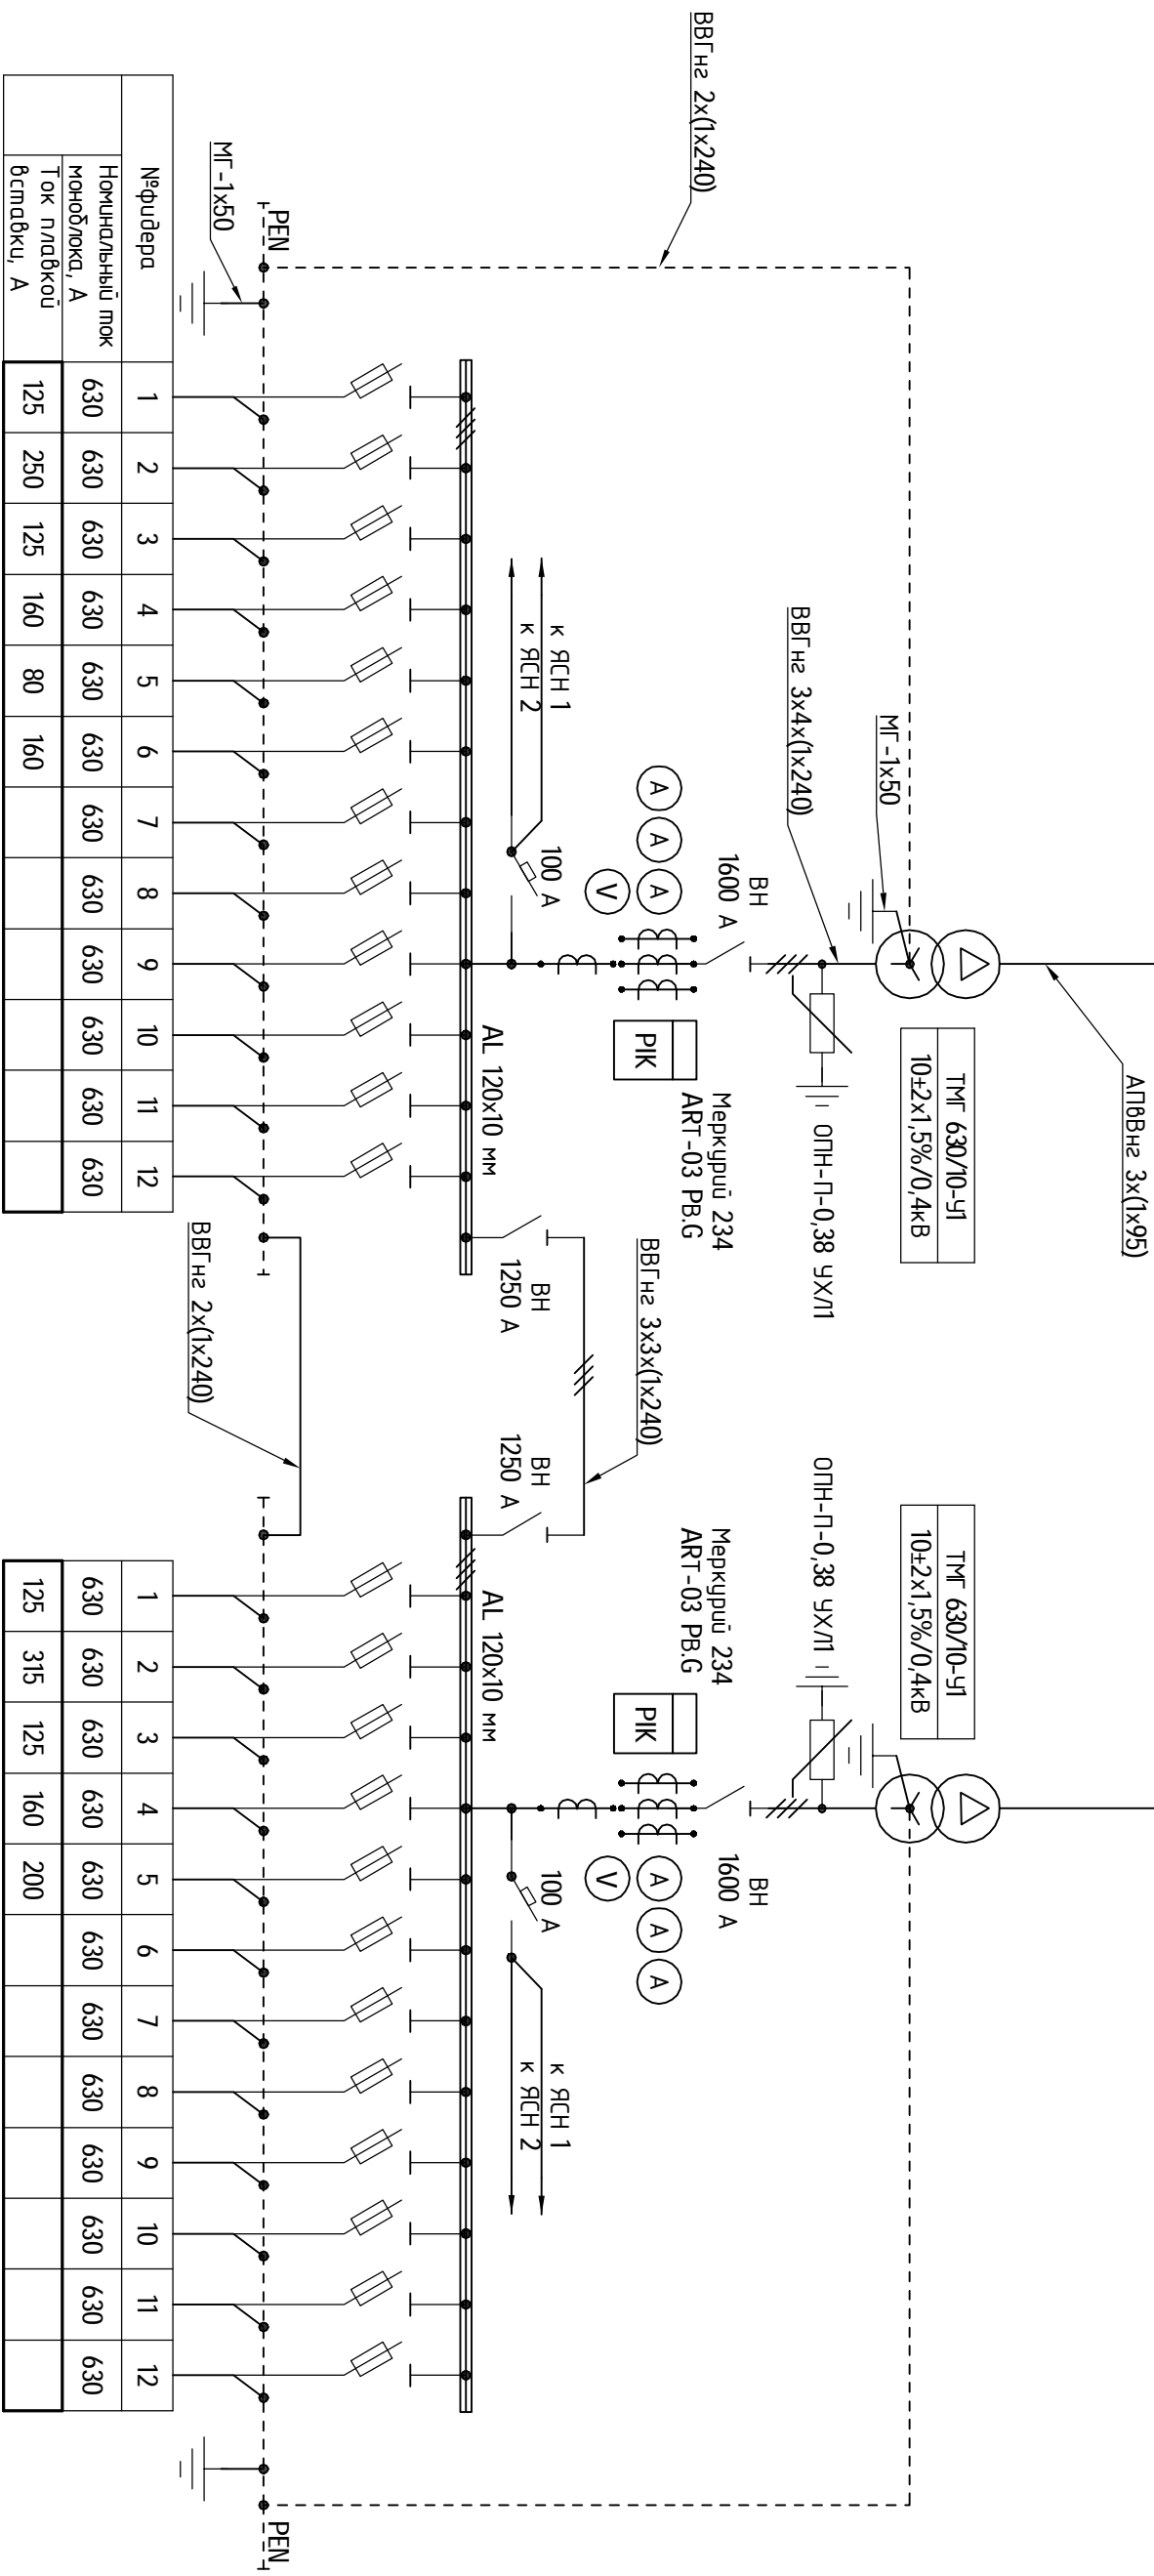 АПвВнг 3х(1х95)
ТМГ 630/10-У1
10±2х1,5%/0,4кВ
ТМГ 630/10-У1
10±2х1,5%/0,4кВ
МГ-1х50
ВВГнг 3х4х(1х240)
ВВГнг 2х(1х240)
ОПН-П-0,38 УХЛ1
ОПН-П-0,38 УХЛ1
ВН
1600 А
ВН
1600 А
А
А
А
V
PIK
Меркурий 234
ART-03 PB.G
Меркурий 234
ART-03 PB.G
PIK
А
А
А
V
100 А
к ЯСН 1
к ЯСН 2
100 А
к ЯСН 1
к ЯСН 2
ВВГнг 3х3х(1х240)
ВН
1250 А
ВН
1250 А
AL 120х10 мм
AL 120х10 мм
PEN
PEN
МГ-1х50
ВВГнг 2х(1х240)
№фидера 1 2 3 4 5 6 7 8 9 10 11 12
Номинальный ток
моноблока, А 630 630 630 630 630 630 630 630 630 630 630 630
Ток плавкой
вставки, А 125 250 125 160 80 160
1 2 3 4 5 6 7 8 9 10 11 12
630 630 630 630 630 630 630 630 630 630 630 630
125 315 125 160 200